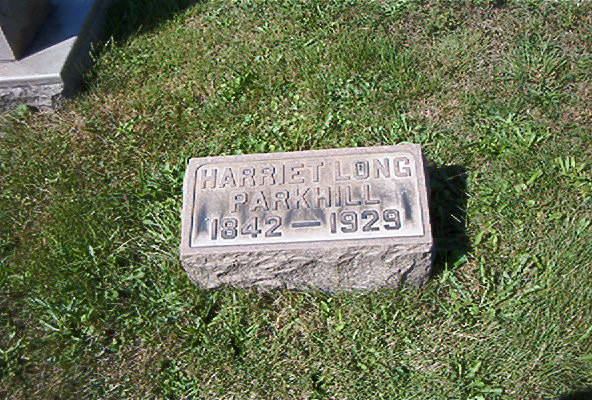 HARRIET LONG
PARKHILL
1842 — 1929